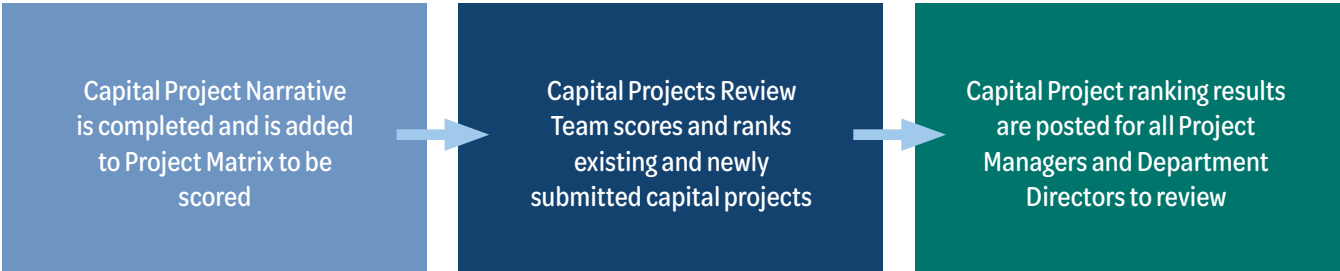 Capital Project Narrative
is completed and is added
to Project Matrix to be
scored
Capital Projects Review
Team scores and ranks
existing and newly
submitted capital projects
Capital Project ranking results
are posted for all Project
Managers and Department
Directors to review